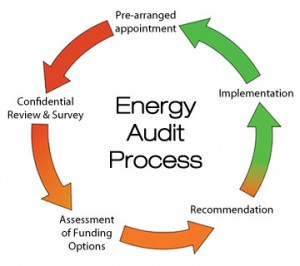 Pre-arranged
appointment
Confidential
Review & Survey
Energy
Audit
Process
Implementation
Assessment
of Funding
Options
Recommendation